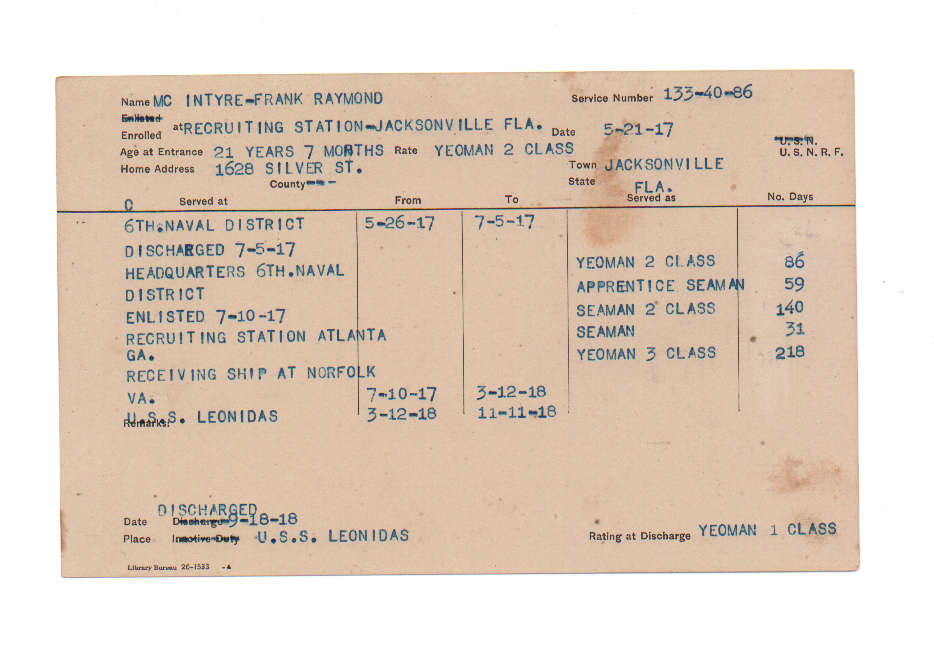 Name MC INTYRE-FRANK RAYMOND Service Number 133-40-86
Enlisted
Enrolled at RECRUITING STATION-JACKSONVILLE FLA. Date 5-21-17
U.S.N.
Age at Entrance 21 YEARS 7 MONTHS Rate YEOMAN 2 CLASS U. S. N. R. F.
Home Address 1628 SILVER ST. Town JACKSONVILLE
County--- State FLA.
C Served at From To Served as No. Days
6TH.NAVAL DISTRICT 5-26-17 7-5-17
DISCHARGED 7-5-17
HEADQUARTERS 6TH.NAVAL YEOMAN 2 CLASS 86
DISTRICT APPRENTICE SEAMAN 59
ENLISTED 7-10-17 SEAMAN 2 CLASS 140
RECRUITING STATION ATLANTA SEAMAN 31
GA. YEOMAN 3 CLASS 218
RECEIVING SHIP AT NORFOLK
VA. 7-10-17 3-12-18
U.S.S. LEONIDAS 3-12-18 11-11-18
Remarks:
DISCHARGED
Date Discharge 9-18-18
Place Inactive Duty U.S.S. LEONIDAS Rating at Discharge YEOMAN 1 CLASS
Library Bureau 20-1533 -A